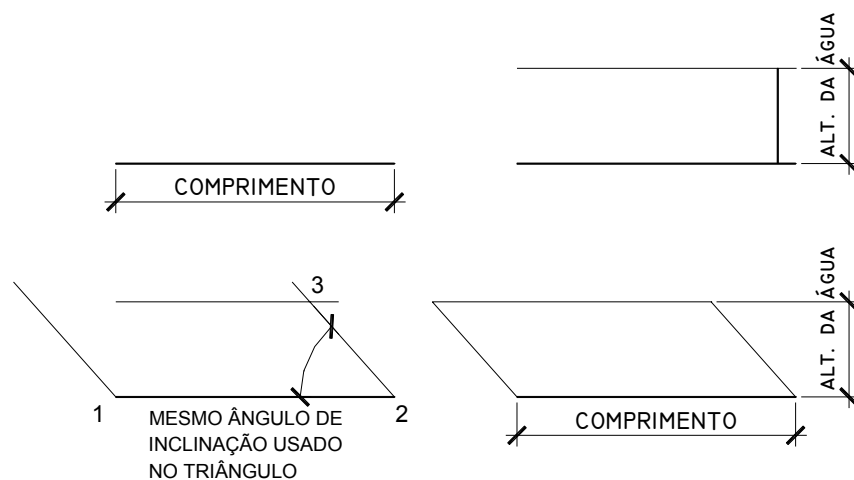 COMPRIMENTO
ALT. DA ÁGUA
3
1
2
MESMO ÂNGULO DE
INCLINAÇÃO USADO
NO TRIÂNGULO
COMPRIMENTO
ALT. DA ÁGUA